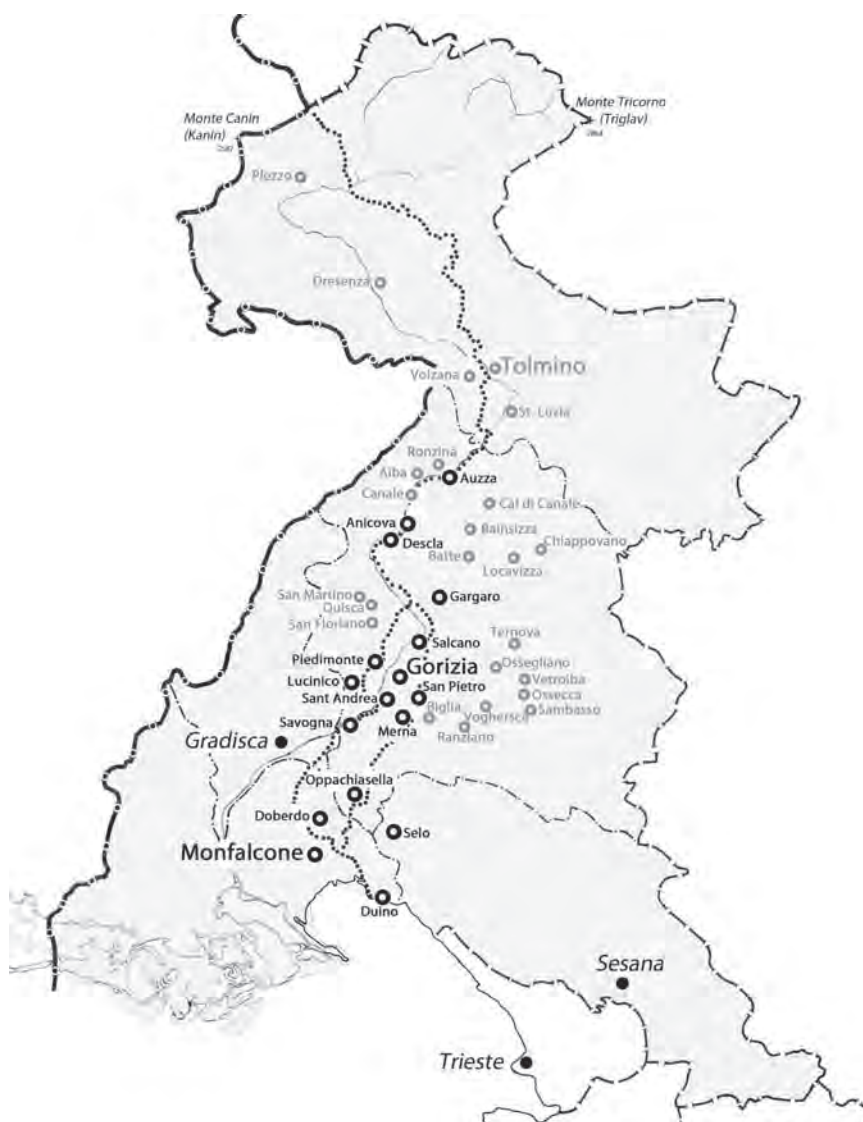 Monte Tricorno
(Triglav)
Monte Canin
(Kanin)
Plezzo
Dresenza
Tolmino
Volzana
St. Lucia
Ronzina
Alba
Auzza
Canale
Cal di Canale
Anicova
Bainsizza
Descla
Chiappovano
Batte
Locavizza
San Martino
Gargaro
Quisca
San Floriano
Salcano
Ternova
Piedimonte
Gorizia
Ossegliano
Lucinico
Vetroiba
San Pietro
Sant Andrea
Ossecca
Biglia
Sambasso
Savogna
Merna
Voghersca
Ranziano
Gradisca
Oppachiasella
Doberdo
Selo
Monfalcone
Duino
Sesana
Trieste